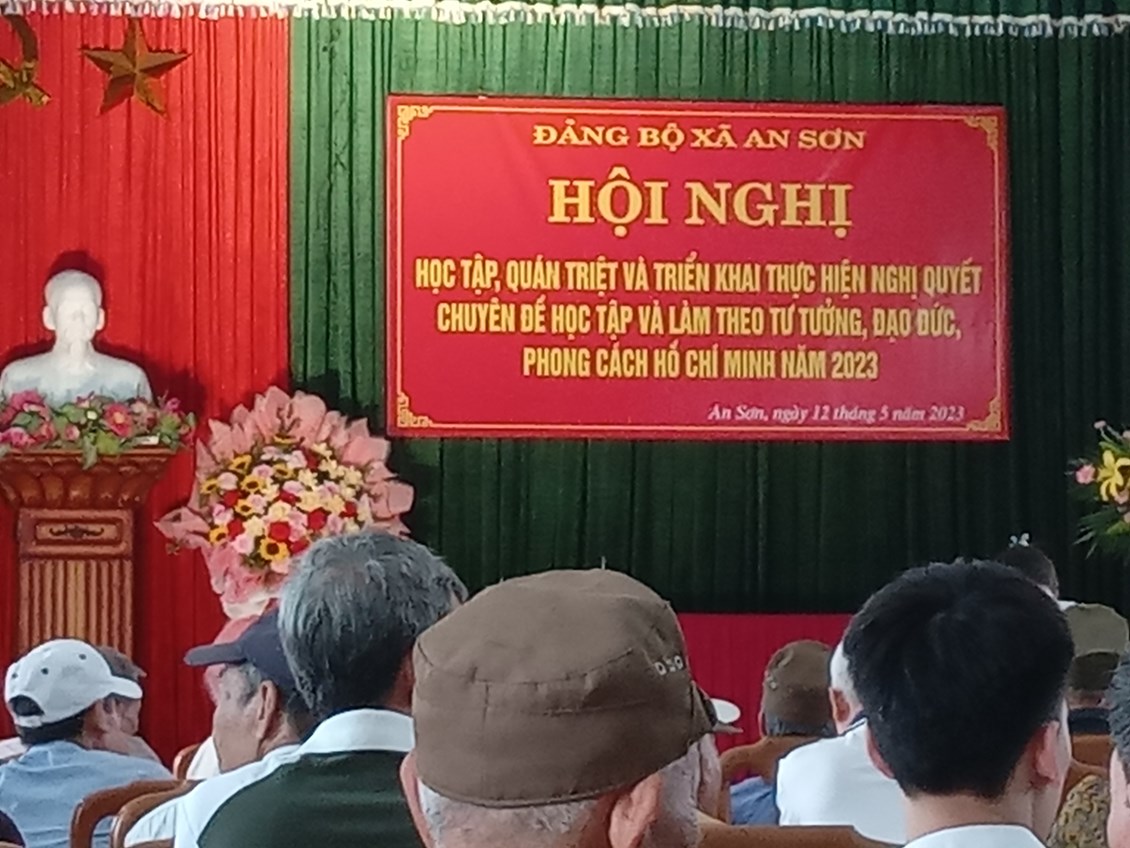 ĐẢNG BỘ XÃ AN SƠN
HỘI NGHỊ
HỌC TẬP, QUÁN TRIỆT VÀ TRIỂN KHAI THỰC HIỆN NGHỊ QUYẾT
CHUYÊN ĐỀ HỌC TẬP VÀ LÀM THEO TƯ TƯỞNG, ĐẠO ĐỨC,
PHONG CÁCH HỒ CHÍ MINH NĂM 2023
An Sơn, ngày 12 tháng 5 năm 2023